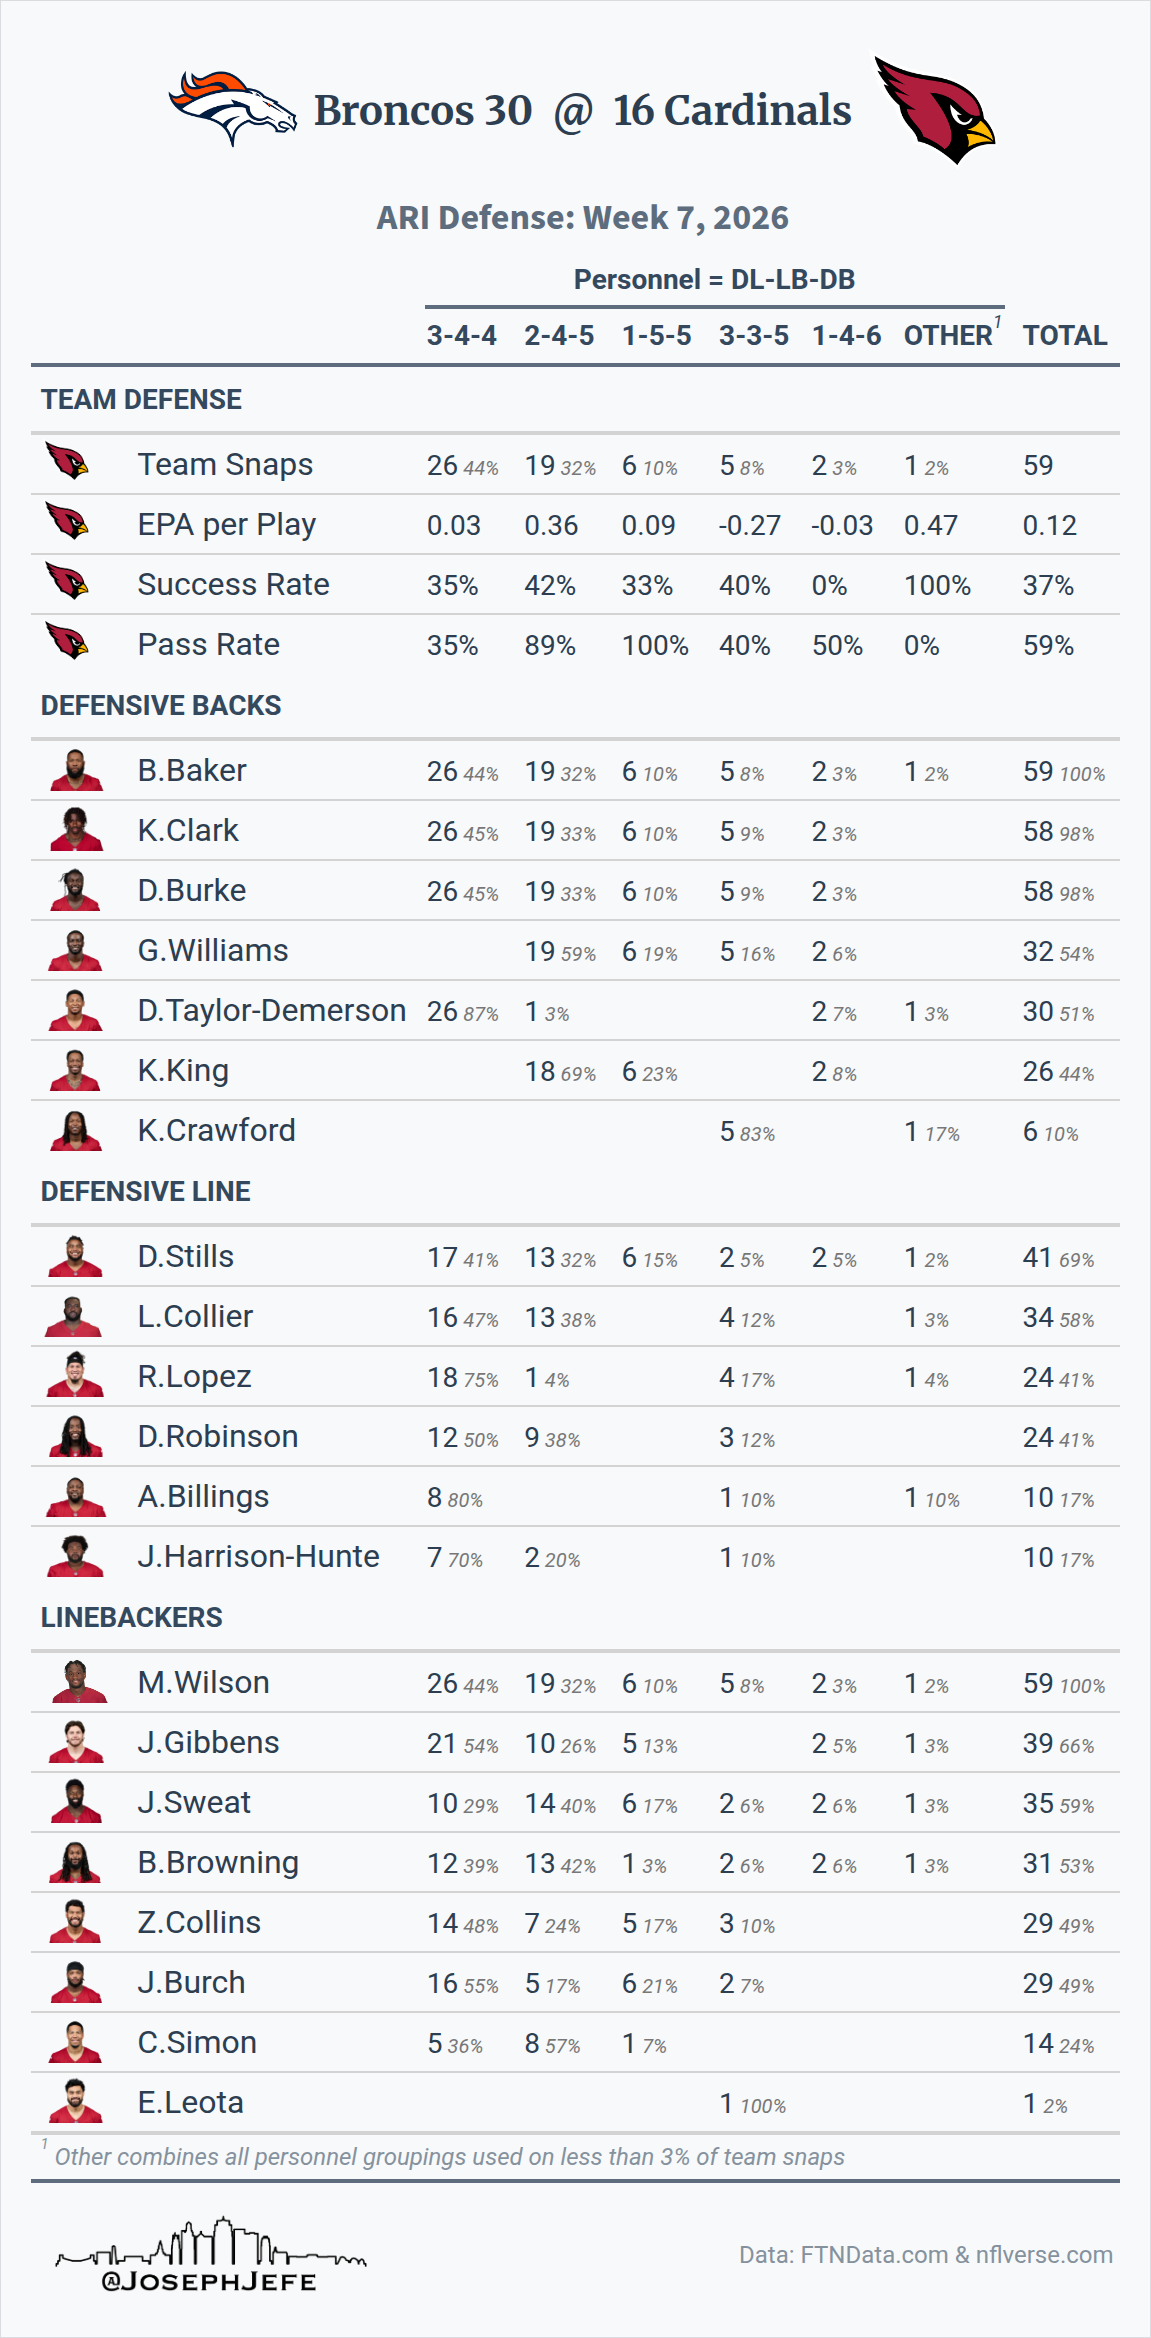 Broncos 30 @ 16 Cardinals
ARI Defense: Week 7, 2026
Personnel = DL-LB-DB
3-4-4 2-4-5 1-5-5 3-3-5 1-4-6 OTHER¹ TOTAL
TEAM DEFENSE
Team Snaps 26 44% 19 32% 6 10% 5 8% 2 3% 1 2% 59
EPA per Play 0.03 0.36 0.09 -0.27 -0.03 0.47 0.12
Success Rate 35% 42% 33% 40% 0% 100% 37%
Pass Rate 35% 89% 100% 40% 50% 0% 59%
DEFENSIVE BACKS
B.Baker 26 44% 19 32% 6 10% 5 8% 2 3% 1 2% 59 100%
K.Clark 26 45% 19 33% 6 10% 5 9% 2 3% 58 98%
D.Burke 26 45% 19 33% 6 10% 5 9% 2 3% 58 98%
G.Williams 19 59% 6 19% 5 16% 2 6% 32 54%
D.Taylor-Demerson 26 87% 1 3% 2 7% 1 3% 30 51%
K.King 18 69% 6 23% 2 8% 26 44%
K.Crawford 5 83% 1 17% 6 10%
DEFENSIVE LINE
D.Stills 17 41% 13 32% 6 15% 2 5% 2 5% 1 2% 41 69%
L.Collier 16 47% 13 38% 4 12% 1 3% 34 58%
R.Lopez 18 75% 1 4% 4 17% 1 4% 24 41%
D.Robinson 12 50% 9 38% 3 12% 24 41%
A.Billings 8 80% 1 10% 1 10% 10 17%
J.Harrison-Hunte 7 70% 2 20% 1 10% 10 17%
LINEBACKERS
M.Wilson 26 44% 19 32% 6 10% 5 8% 2 3% 1 2% 59 100%
J.Gibbens 21 54% 10 26% 5 13% 2 5% 1 3% 39 66%
J.Sweat 10 29% 14 40% 6 17% 2 6% 2 6% 1 3% 35 59%
B.Browning 12 39% 13 42% 1 3% 2 6% 2 6% 1 3% 31 53%
Z.Collins 14 48% 7 24% 5 17% 3 10% 29 49%
J.Burch 16 55% 5 17% 6 21% 2 7% 29 49%
C.Simon 5 36% 8 57% 1 7% 14 24%
E.Leota 1 100% 1 2%
¹ Other combines all personnel groupings used on less than 3% of team snaps
@JOSEPHJEFE
Data: FTNData.com & nflverse.com